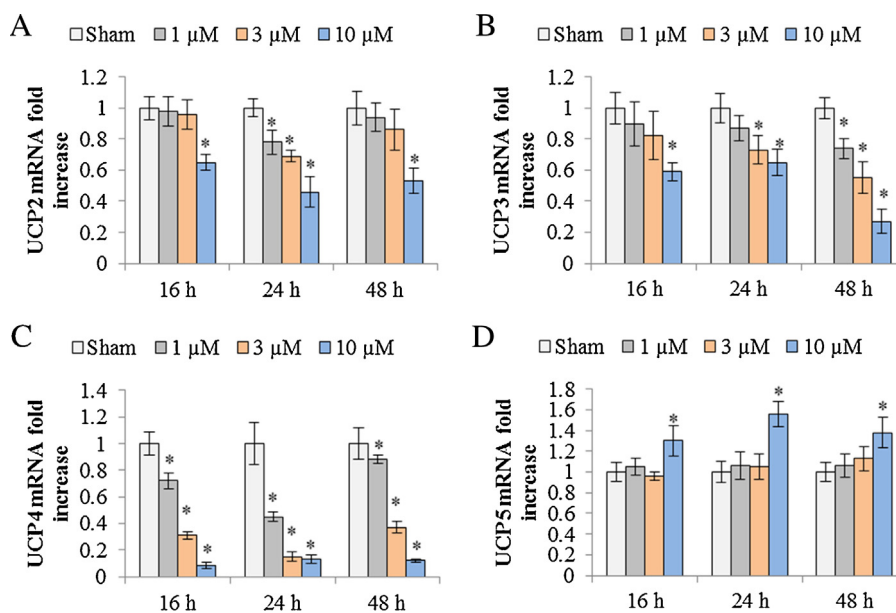 A
Sham 1 µM 3 µM 10 µM
UCP2 mRNA fold
increase
1.2
1
0.8
0.6
0.4
0.2
0
*
* * *
*
16 h 24 h 48 h
B
Sham 1 µM 3 µM 10 µM
UCP3 mRNA fold
increase
1.2
1
0.8
0.6
0.4
0.2
0
*
* *
* * *
16 h 24 h 48 h
C
Sham 1 µM 3 µM 10 µM
UCP4 mRNA fold
increase
1.4
1.2
1
0.8
0.6
0.4
0.2
0
* * *
* * *
* * *
16 h 24 h 48 h
D
Sham 1 µM 3 µM 10 µM
UCP5 mRNA fold
increase
1.8
1.6
1.4
1.2
1
0.8
0.6
0.4
0.2
0
*
*
*
16 h 24 h 48 h